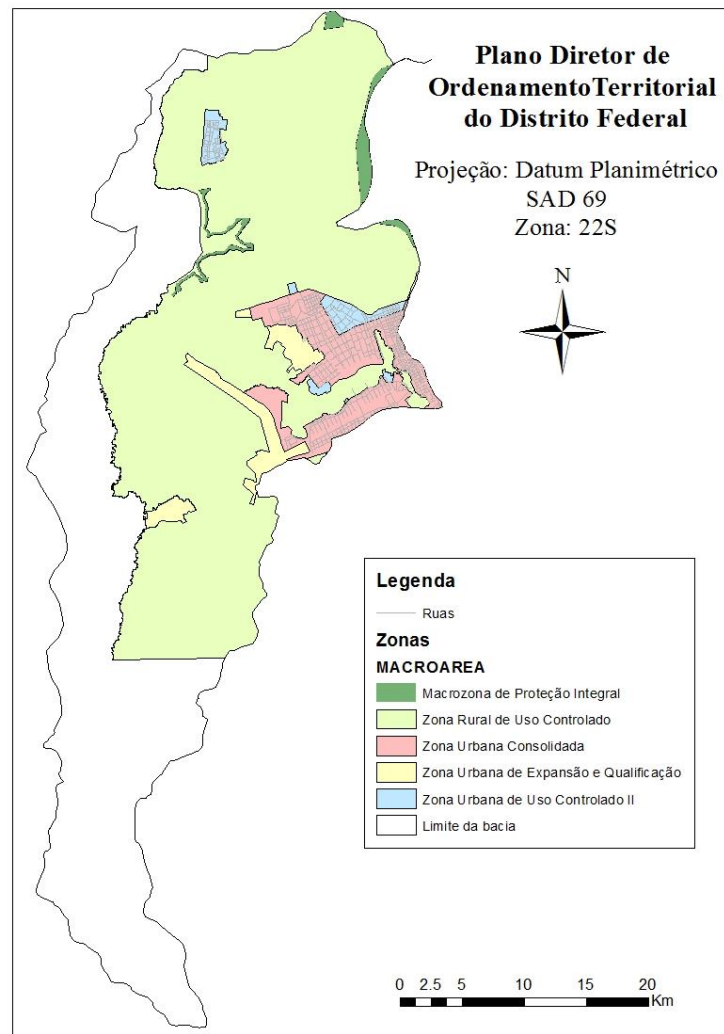 Plano Diretor de
OrdenamentoTerritorial
do Distrito Federal
Projeção: Datum Planimétrico
SAD 69
Zona: 22S
N
Legenda
Ruas
Zonas
MACROAREA
Macrozona de Proteção Integral
Zona Rural de Uso Controlado
Zona Urbana Consolidada
Zona Urbana de Expansão e Qualificação
Zona Urbana de Uso Controlado II
Limite da bacia
0 2.5 5 10 15 20
Km